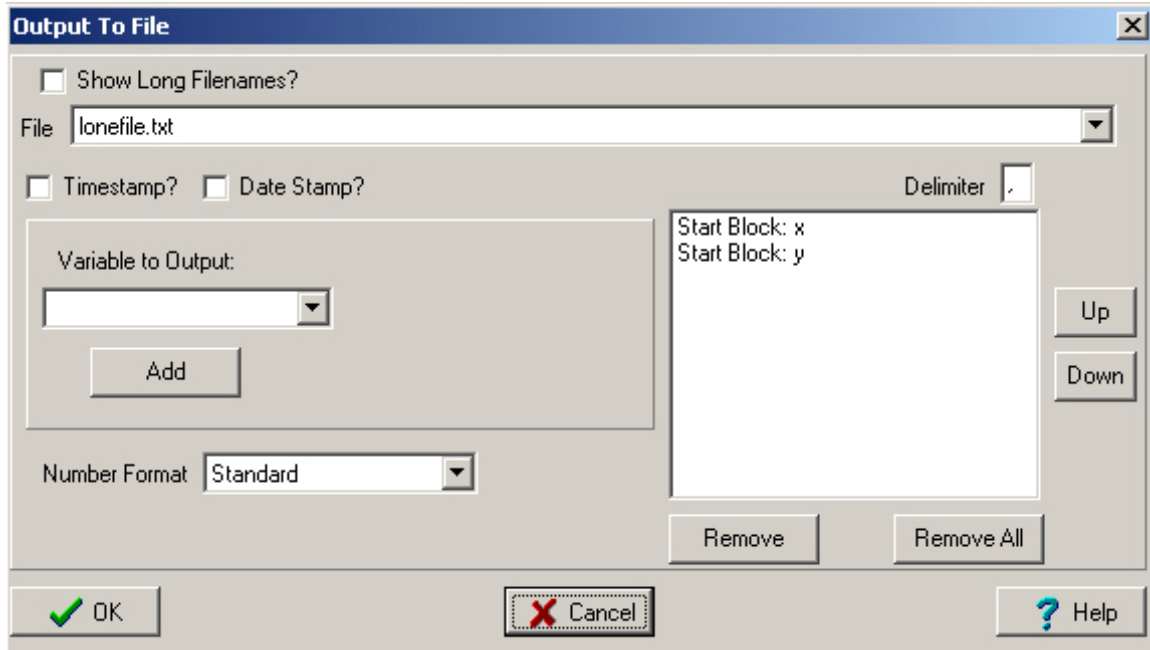 Output To File
Show Long Filenames?
File lonefile.txt
Timestamp? Date Stamp? Delimiter ,
Variable to Output:
Add
Start Block: x
Start Block: y
Up
Down
Number Format Standard
Remove Remove All
OK Cancel ? Help